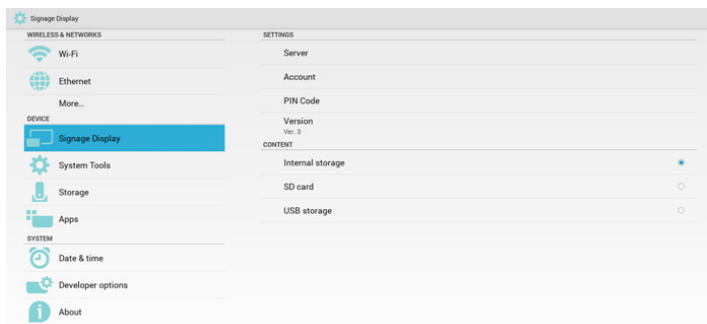 Signage Display
WIRELESS & NETWORKS
Wi-Fi
Ethernet
More...
DEVICE
Signage Display
System Tools
Storage
Apps
SYSTEM
Date & time
Developer options
About
SETTINGS
Server
Account
PIN Code
Version
Ver. 3
CONTENT
Internal storage
SD card
USB storage